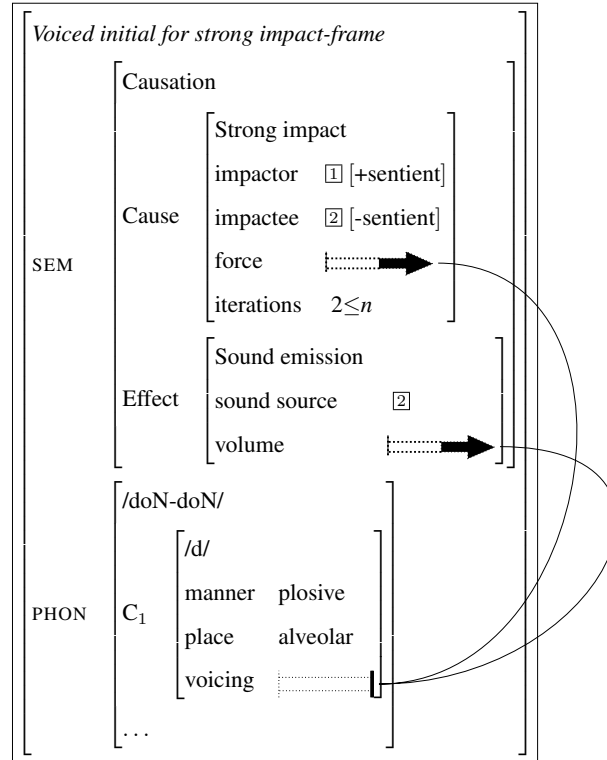 Voiced initial for strong impact-frame
Causation
Strong impact
impactor 1 [+sentient]
Cause impactee 2 [-sentient]
SEM force
iterations 2≤n
Sound emission
Effect sound source 2
volume
/doN-doN/
/d/
manner plosive
PHON C₁ place alveolar
voicing
...